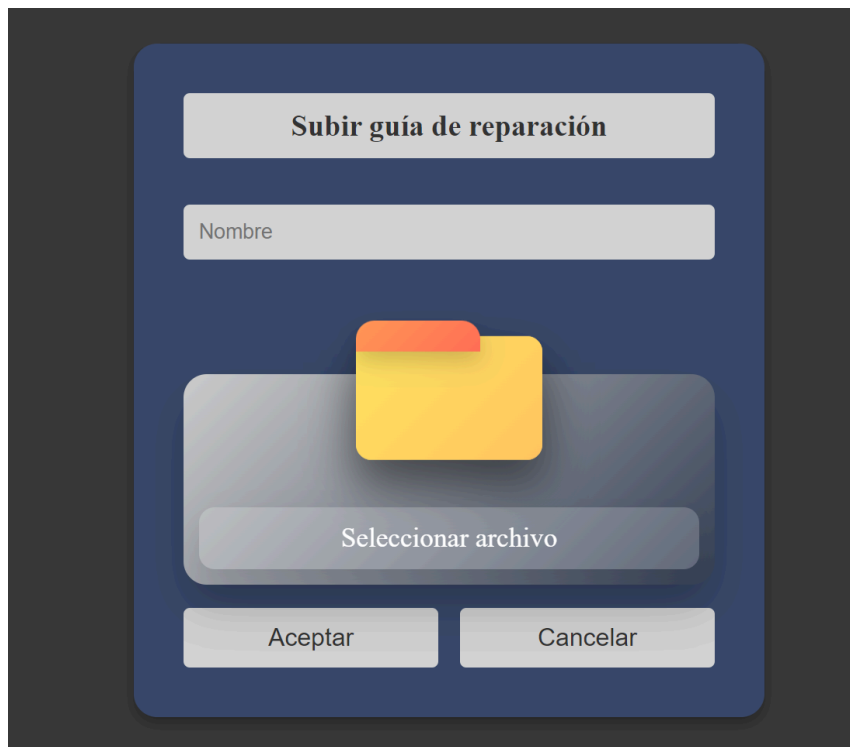 Subir guía de reparación
Nombre
Seleccionar archivo
Aceptar
Cancelar